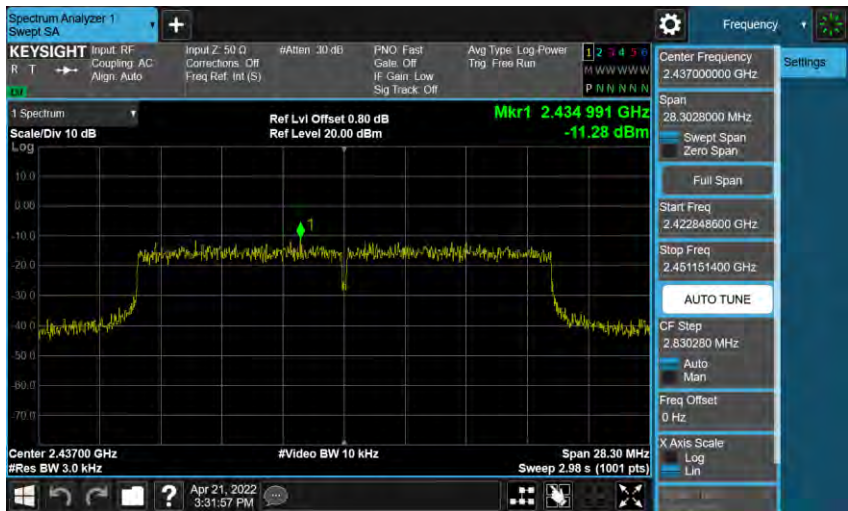 Spectrum Analyzer 1
Swept SA
+
Frequency
KEYSIGHT
R T
Input: RF
Coupling: AC
Align: Auto
Input Z: 50 Ω
Corrections: Off
Freq Ref: Int (S)
#Atten: 30 dB
PNO: Fast
Gate: Off
IF Gain: Low
Sig Track: Off
Avg Type: Log-Power
Trig: Free Run
1 2 3 4 5 6
M W W W W W
P N N N N N
1 Spectrum
Scale/Div 10 dB
Ref Lvl Offset 0.80 dB
Ref Level 20.00 dBm
Mkr1 2.434 991 GHz
-11.28 dBm
Log
10.0
0.00
-10.0
-20.0
-30.0
-40.0
-50.0
-60.0
-70.0
1
Center 2.43700 GHz
#Res BW 3.0 kHz
#Video BW 10 kHz
Span 28.30 MHz
Sweep 2.98 s (1001 pts)
Center Frequency
2.437000000 GHz
Settings
Span
28.3028000 MHz
Swept Span
Zero Span
Full Span
Start Freq
2.422848600 GHz
Stop Freq
2.451151400 GHz
AUTO TUNE
CF Step
2.830280 MHz
Auto
Man
Freq Offset
0 Hz
X Axis Scale
Log
Lin
?
Apr 21, 2022
3:31:57 PM